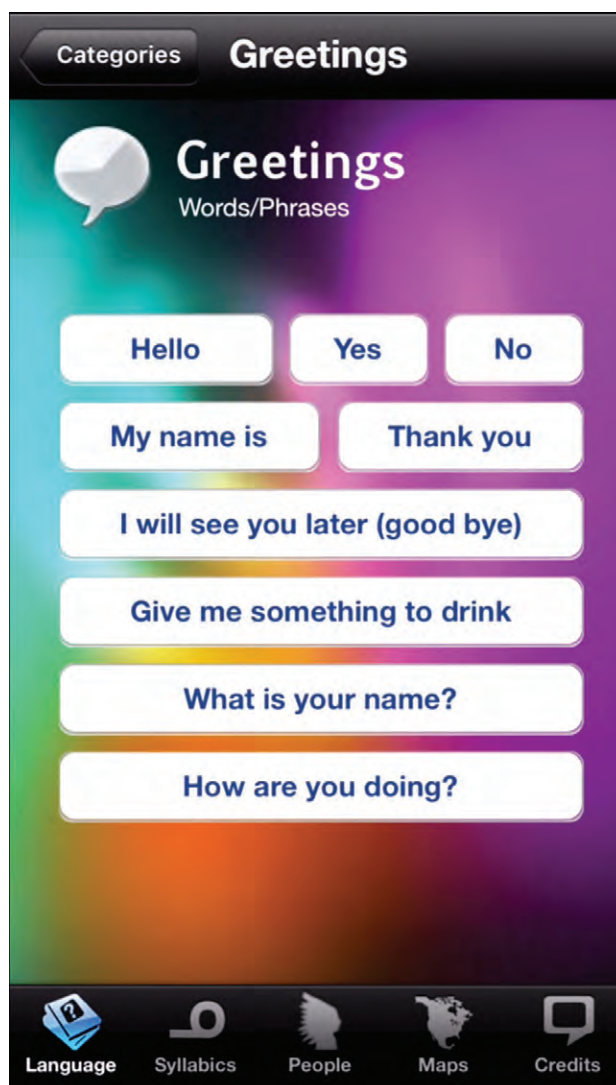 Categories Greetings
Greetings
Words/Phrases
Hello Yes No
My name is Thank you
I will see you later (good bye)
Give me something to drink
What is your name?
How are you doing?
Language Syllabics People Maps Credits